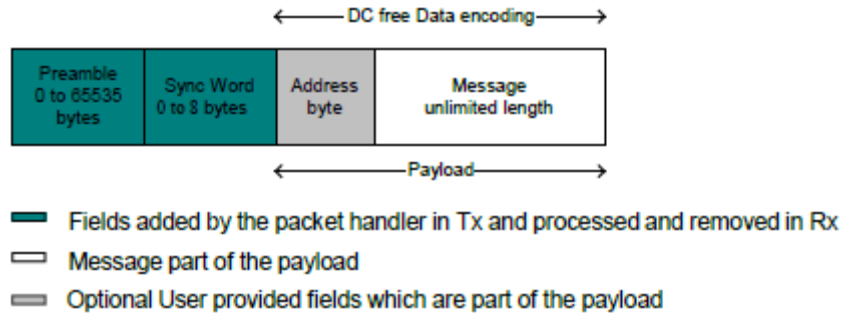 DC free Data encoding
Preamble
0 to 65535
bytes
Sync Word
0 to 8 bytes
Address
byte
Message
unlimited length
Payload
Fields added by the packet handler in Tx and processed and removed in Rx
Message part of the payload
Optional User provided fields which are part of the payload